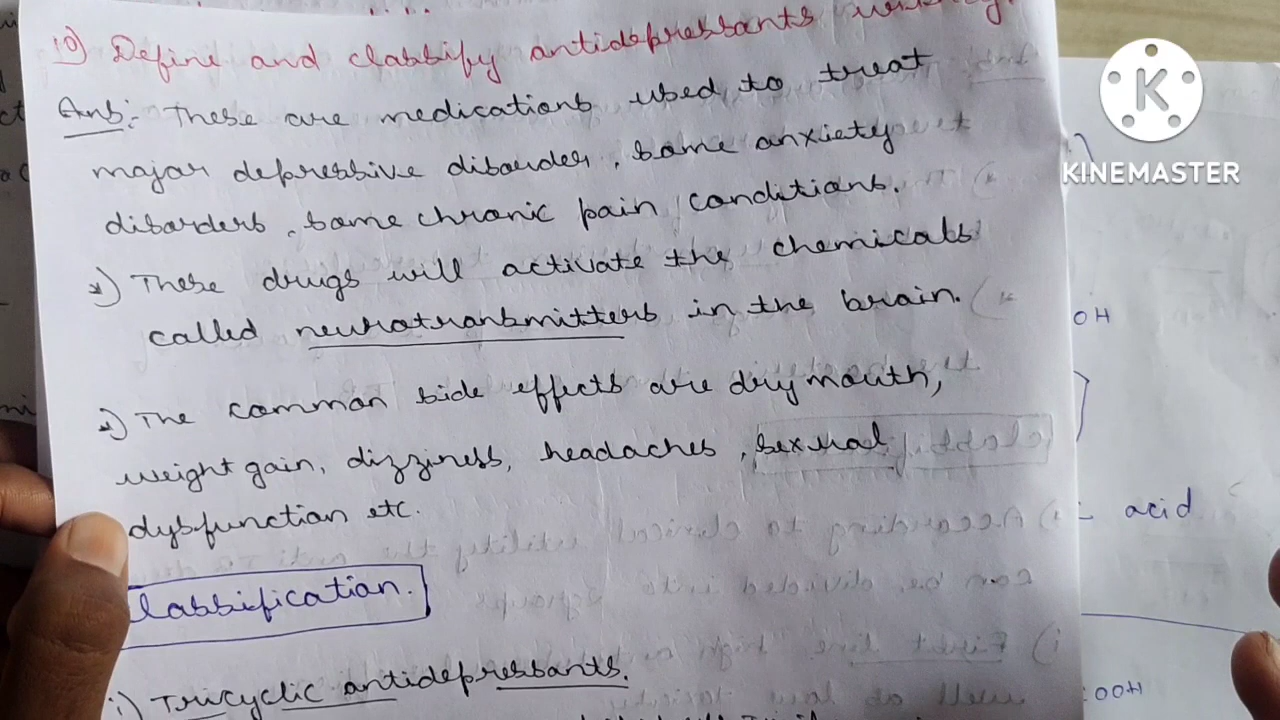 10) Define and classify antidepressants
Ans:- These are medications used to treat
major depressive disorder, some anxiety
disorders, some chronic pain conditions.
*) These drugs will activate the chemicals
called neurotransmitters in the brain.
*) The common side effects are dry mouth,
weight gain, dizziness, headaches, sexual
dysfunction etc.
Classification.
i) Tricyclic antidepressants.
K
KINEMASTER
OH
acid
OOH